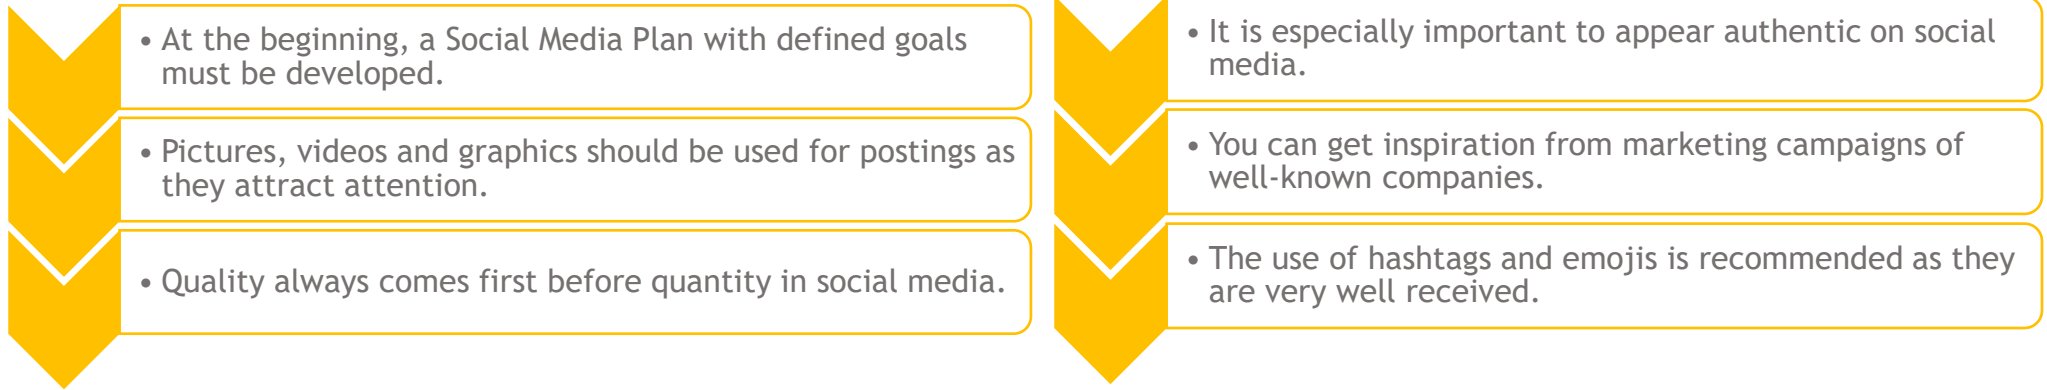 • At the beginning, a Social Media Plan with defined goals
must be developed.
• Pictures, videos and graphics should be used for postings as
they attract attention.
• Quality always comes first before quantity in social media.
• It is especially important to appear authentic on social
media.
• You can get inspiration from marketing campaigns of
well-known companies.
• The use of hashtags and emojis is recommended as they
are very well received.